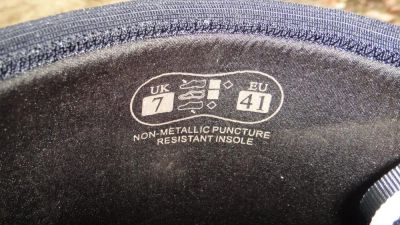 UK EU
7 41
NON-METALLIC PUNCTURE
RESISTANT INSOLE